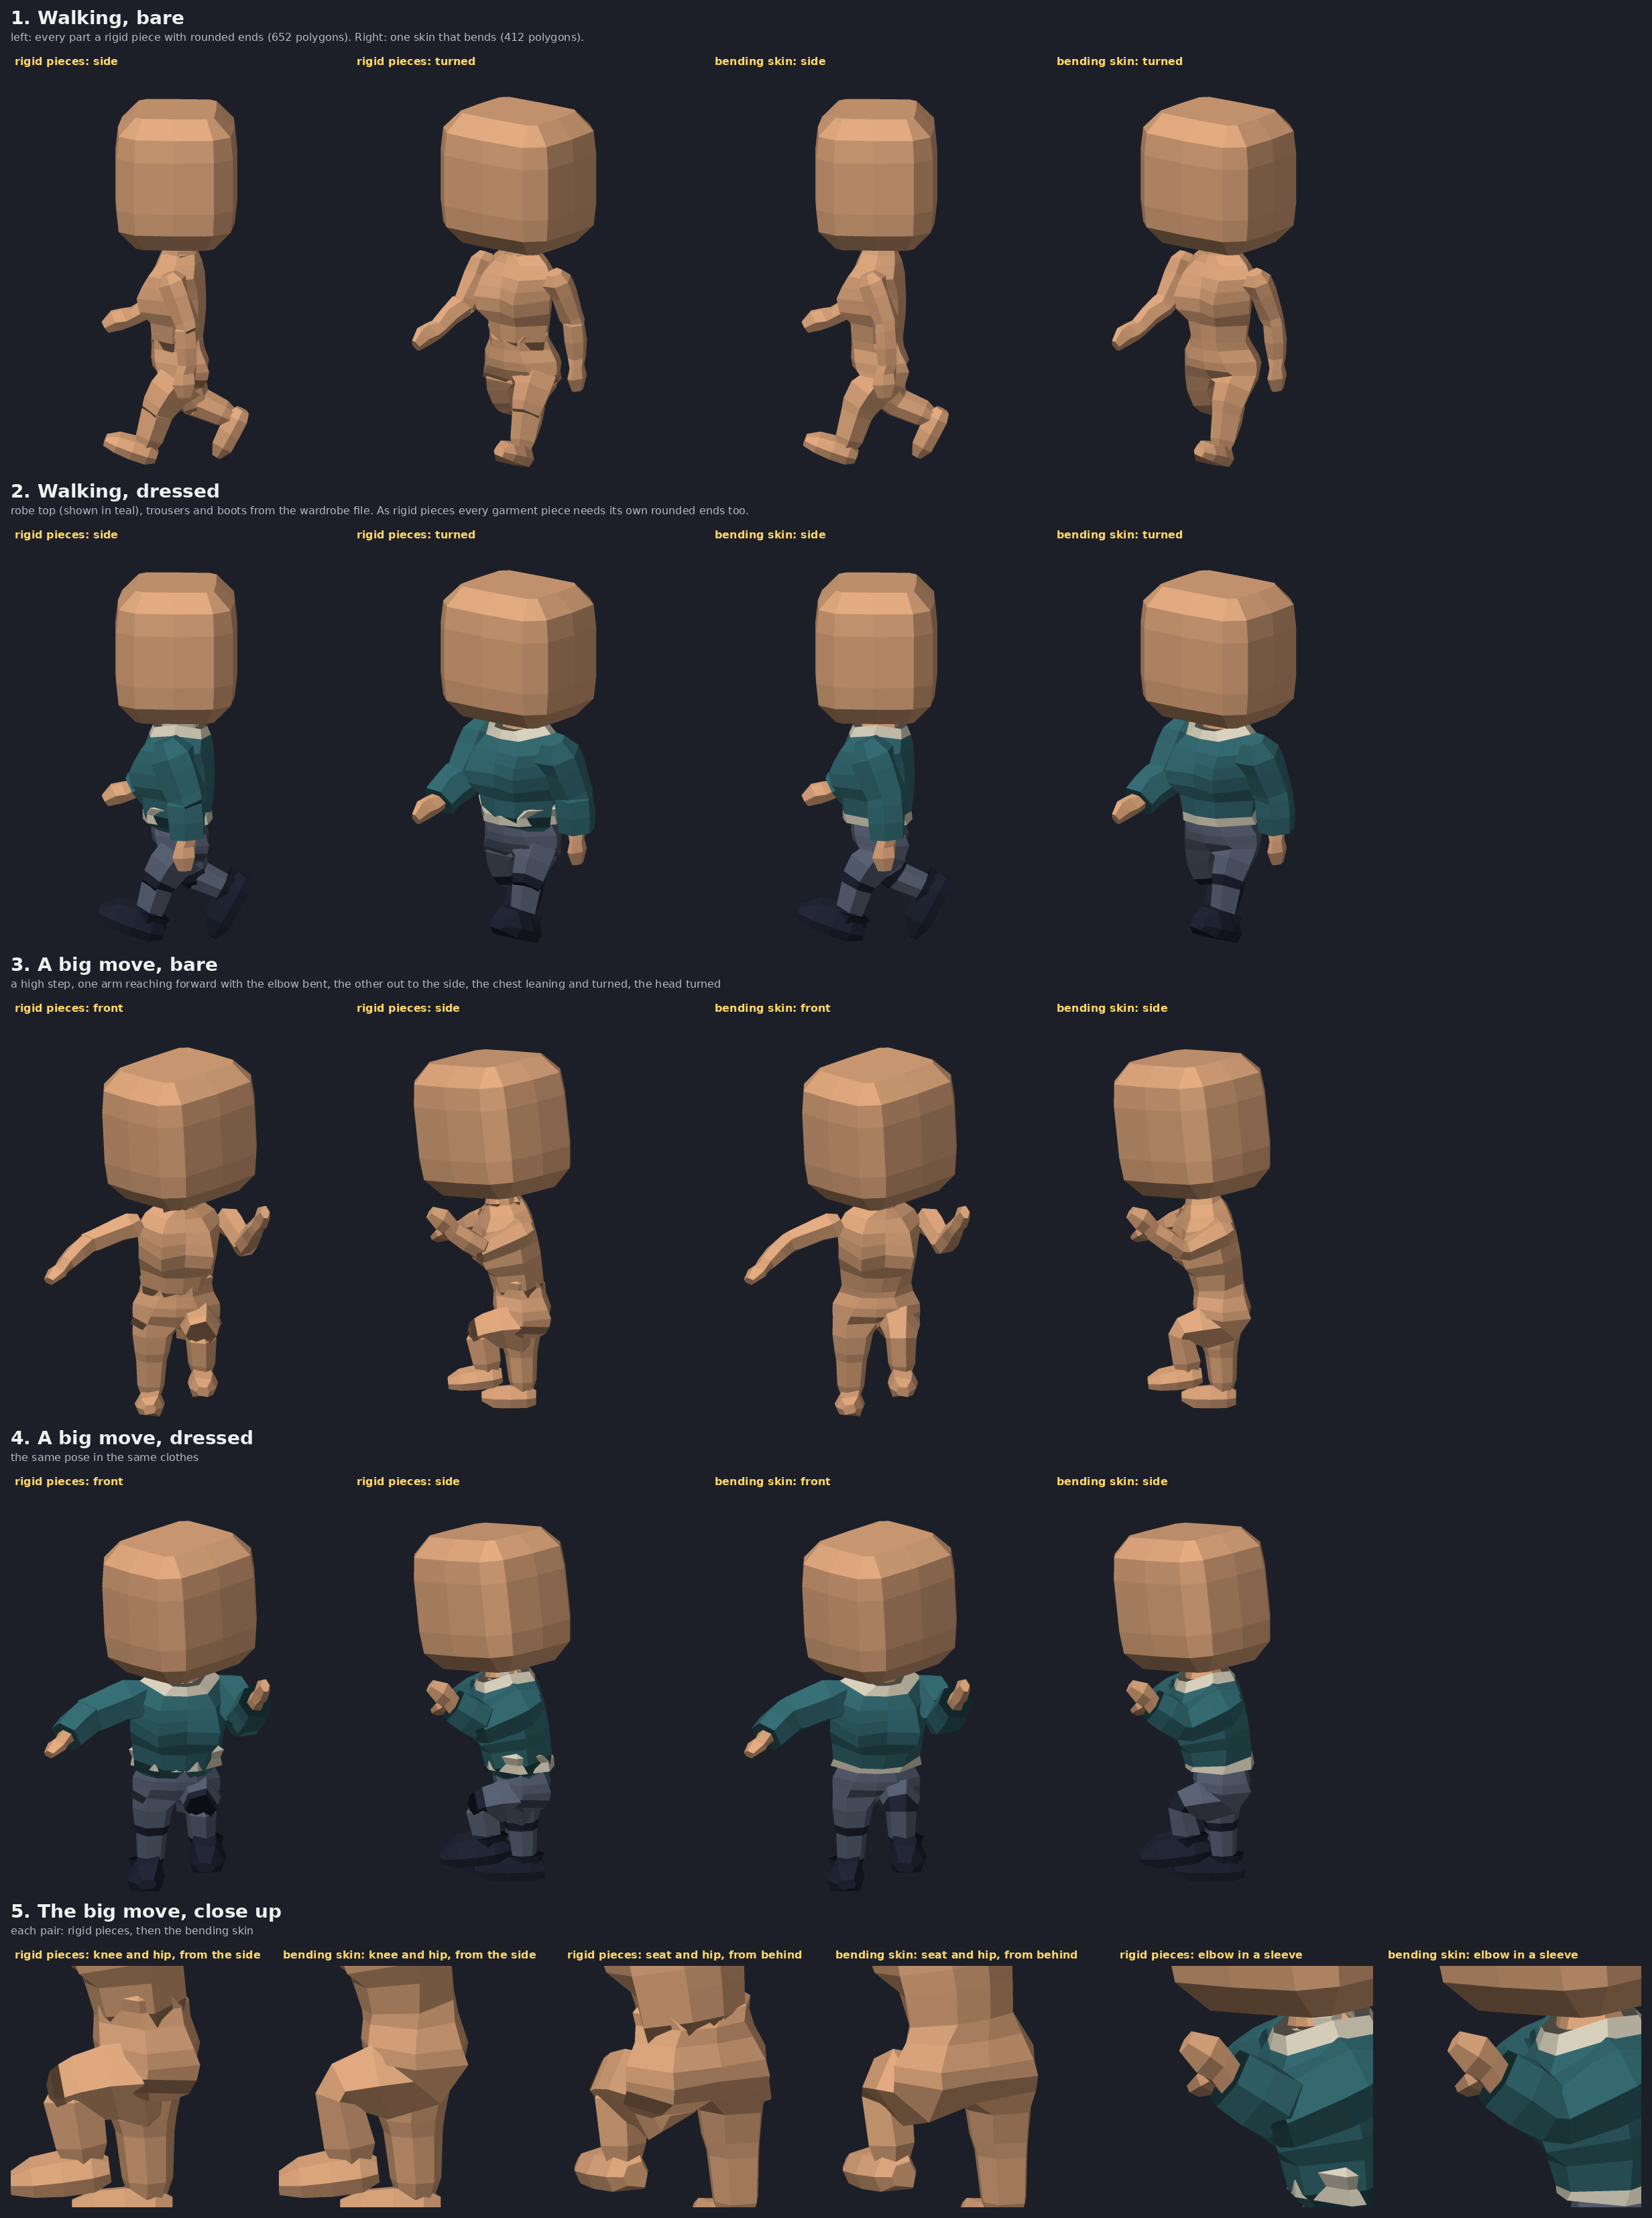 1. Walking, bare
left: every part a rigid piece with rounded ends (652 polygons). Right: one skin that bends (412 polygons).
rigid pieces: side
rigid pieces: turned
bending skin: side
bending skin: turned
2. Walking, dressed
robe top (shown in teal), trousers and boots from the wardrobe file. As rigid pieces every garment piece needs its own rounded ends too.
rigid pieces: side
rigid pieces: turned
bending skin: side
bending skin: turned
3. A big move, bare
a high step, one arm reaching forward with the elbow bent, the other out to the side, the chest leaning and turned, the head turned
rigid pieces: front
rigid pieces: side
bending skin: front
bending skin: side
4. A big move, dressed
the same pose in the same clothes
rigid pieces: front
rigid pieces: side
bending skin: front
bending skin: side
5. The big move, close up
each pair: rigid pieces, then the bending skin
rigid pieces: knee and hip, from the side
bending skin: knee and hip, from the side
rigid pieces: seat and hip, from behind
bending skin: seat and hip, from behind
rigid pieces: elbow in a sleeve
bending skin: elbow in a sleeve